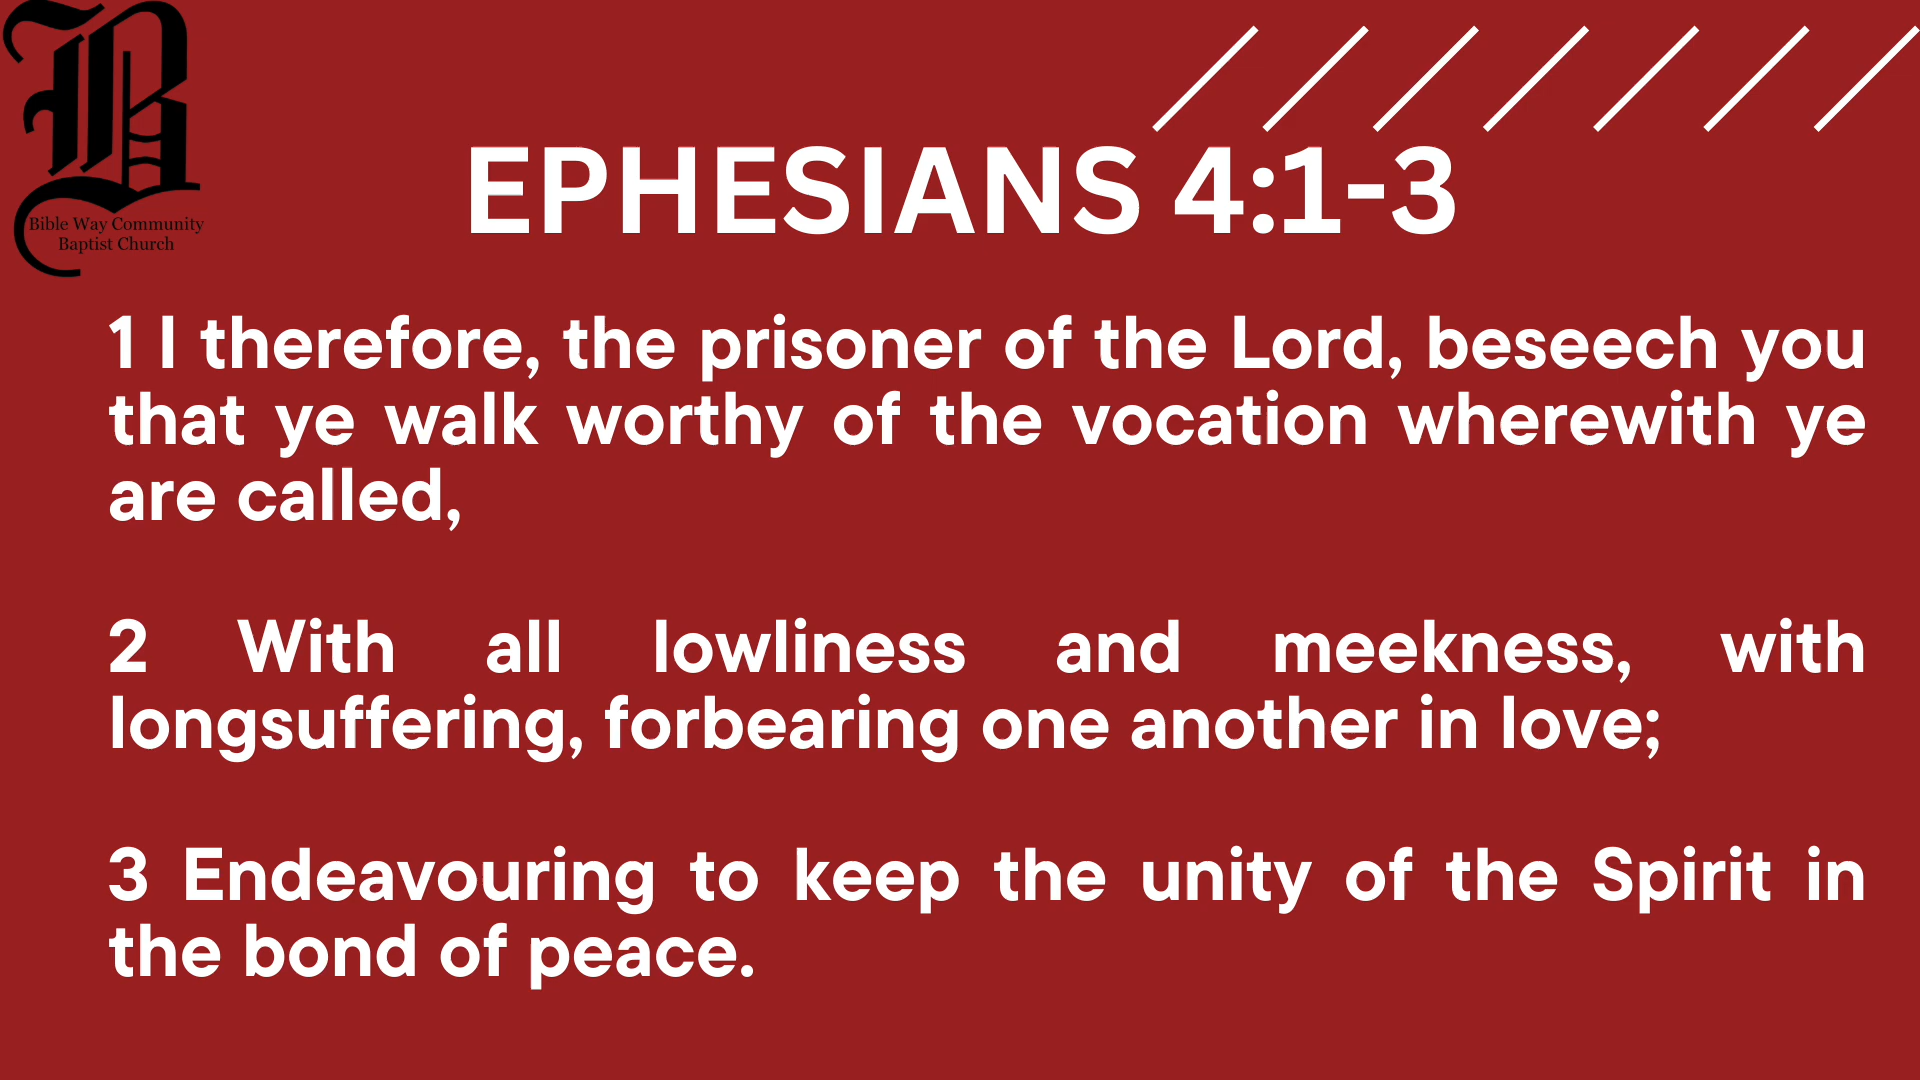 B
Bible Way Community
Baptist Church
EPHESIANS 4:1-3
1 I therefore, the prisoner of the Lord, beseech you
that ye walk worthy of the vocation wherewith ye
are called,
2 With all lowliness and meekness, with
longsuffering, forbearing one another in love;
3 Endeavouring to keep the unity of the Spirit in
the bond of peace.